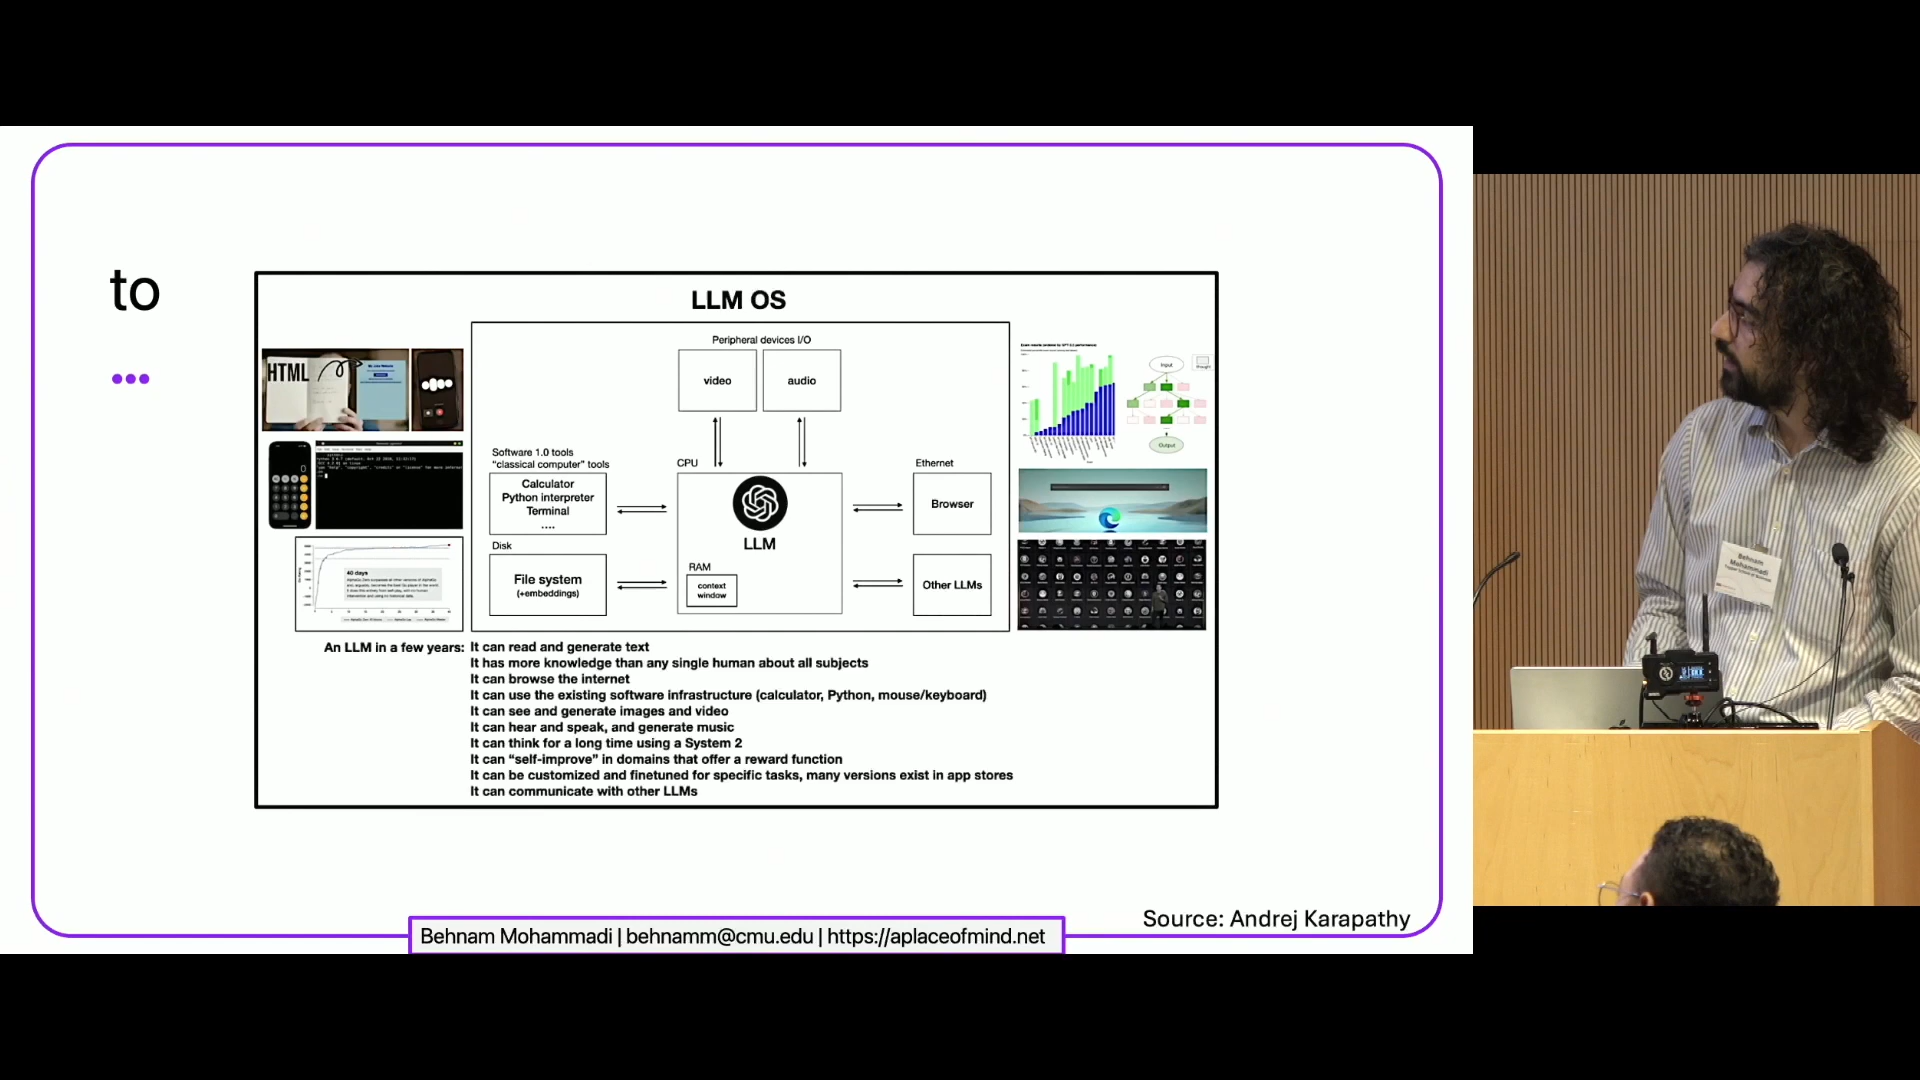 to
...
LLM OS
Peripheral devices I/O
video
audio
HTML
Software 1.0 tools
"classical computer" tools
CPU
Ethernet
Calculator
Python interpreter
Terminal
....
Browser
LLM
Disk
File system
(+embeddings)
RAM
context
window
Other LLMs
Input
thought
Output
40 days
An LLM in a few years:
It can read and generate text
It has more knowledge than any single human about all subjects
It can browse the internet
It can use the existing software infrastructure (calculator, Python, mouse/keyboard)
It can see and generate images and video
It can hear and speak, and generate music
It can think for a long time using a System 2
It can “self-improve” in domains that offer a reward function
It can be customized and finetuned for specific tasks, many versions exist in app stores
It can communicate with other LLMs
Source: Andrej Karapathy
Behnam Mohammadi | behnamm@cmu.edu | https://aplaceofmind.net
Behnam
Mohammadi